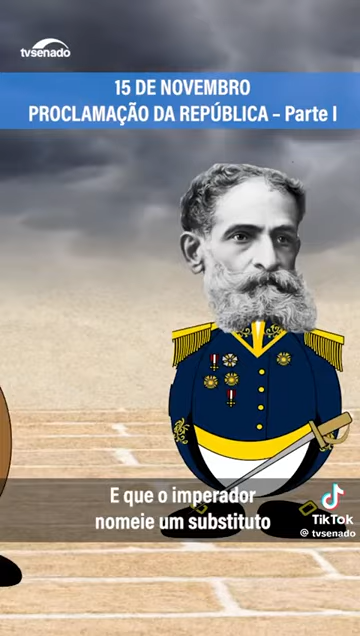 tvsenado
15 DE NOVEMBRO
PROCLAMAÇÃO DA REPÚBLICA – Parte I
E que o imperador
nomeie um substituto
TikTok
@ tvsenado